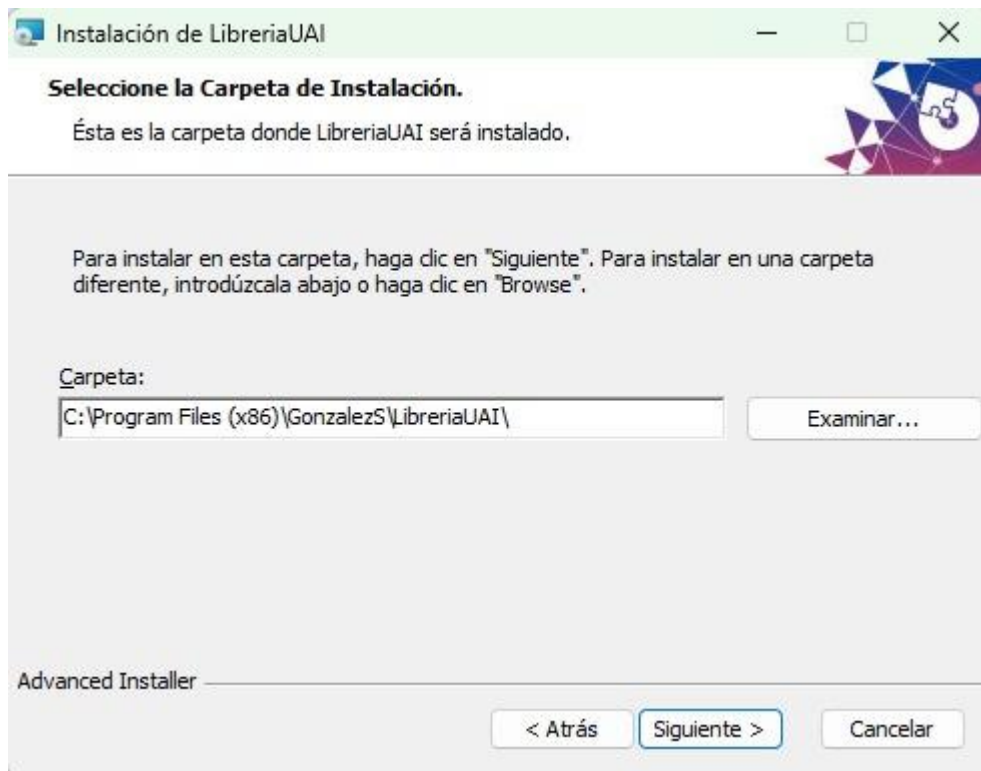 Instalación de LibreriaUAI
Seleccione la Carpeta de Instalación.
Ésta es la carpeta donde LibreriaUAI será instalado.
Para instalar en esta carpeta, haga clic en "Siguiente". Para instalar en una carpeta
diferente, introdúzcala abajo o haga clic en "Browse".
Carpeta:
C:\Program Files (x86)\GonzalezS\LibreriaUAI\
Examinar...
Advanced Installer
< Atrás
Siguiente >
Cancelar